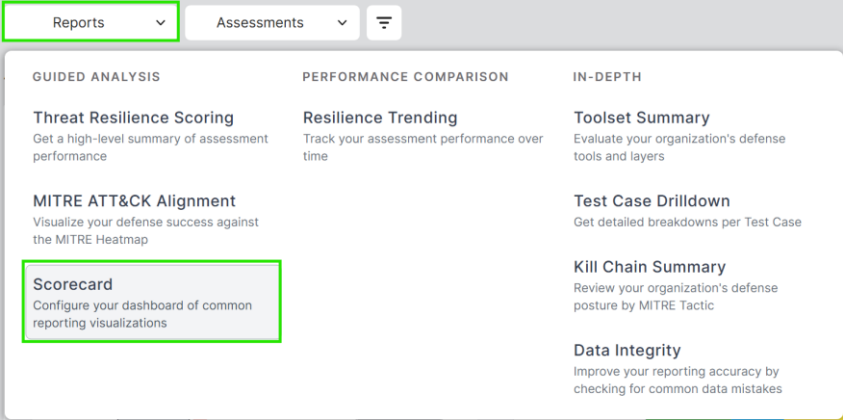 Reports
Assessments
GUIDED ANALYSIS
Threat Resilience Scoring
Get a high-level summary of assessment
performance
MITRE ATT&CK Alignment
Visualize your defense success against
the MITRE Heatmap
Scorecard
Configure your dashboard of common
reporting visualizations
PERFORMANCE COMPARISON
Resilience Trending
Track your assessment performance over
time
IN-DEPTH
Toolset Summary
Evaluate your organization's defense
tools and layers
Test Case Drilldown
Get detailed breakdowns per Test Case
Kill Chain Summary
Review your organization's defense
posture by MITRE Tactic
Data Integrity
Improve your reporting accuracy by
checking for common data mistakes